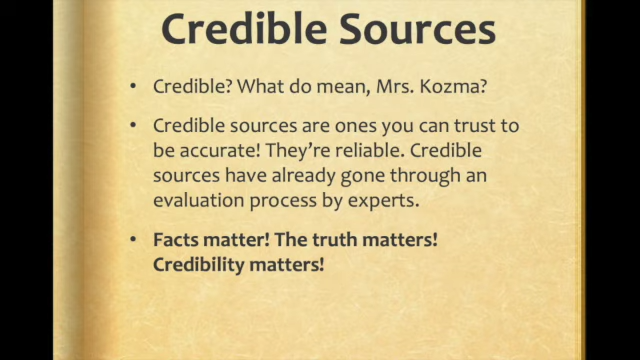 Credible Sources
• Credible? What do mean, Mrs. Kozma?
• Credible sources are ones you can trust to
be accurate! They're reliable. Credible
sources have already gone through an
evaluation process by experts.
• Facts matter! The truth matters!
Credibility matters!